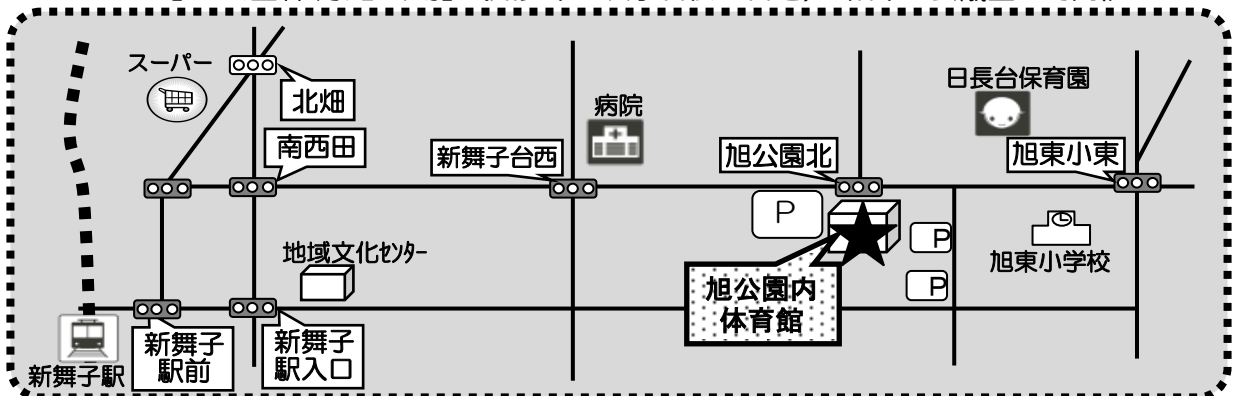 スーパー
北畑
病院
日長台保育園
南西田
新舞子台西
旭公園北
旭東小東
P
P
地域文化センター
旭東小学校
旭公園内
体育館
P
新舞子駅
新舞子
駅前
新舞子
駅入口